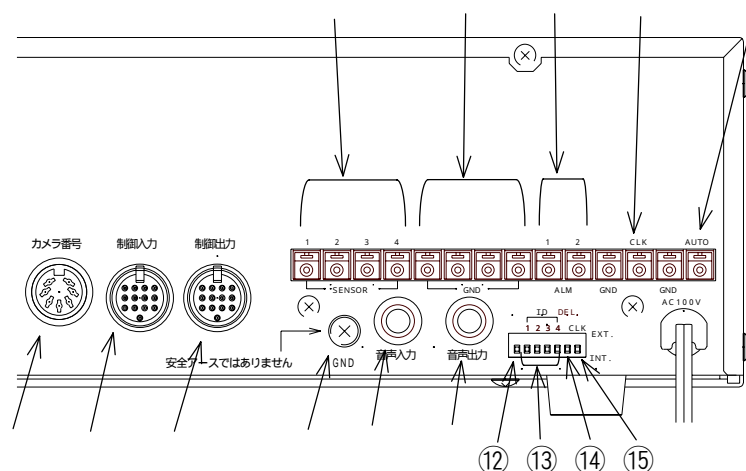 カメラ番号 制御入力 制御出力
1 2 3 4 1 2 CLK AUTO
SENSOR GND ALM GND GND
AC100V
ID DEL
1 2 3 4 CLK EXT.
INT.
安全アースではありません GND 音声入力 音声出力
⑫ ⑬ ⑭ ⑮